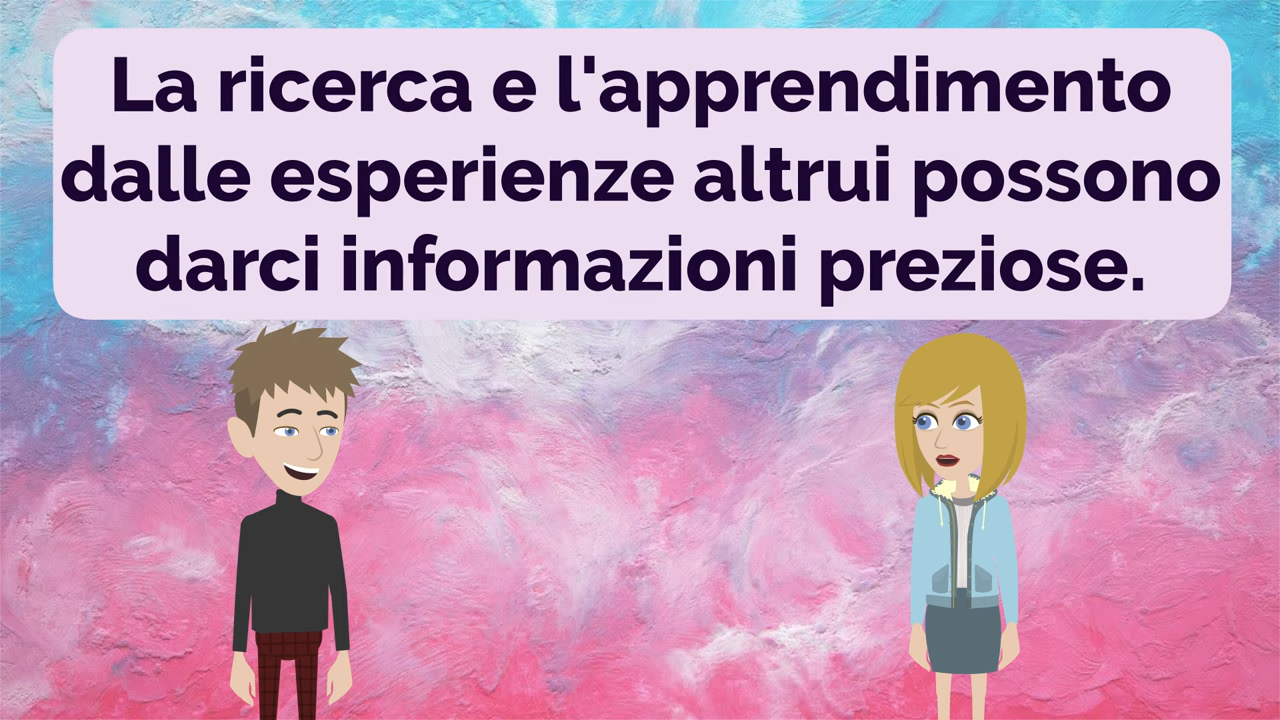 La ricerca e l'apprendimento
dalle esperienze altrui possono
darci informazioni preziose.